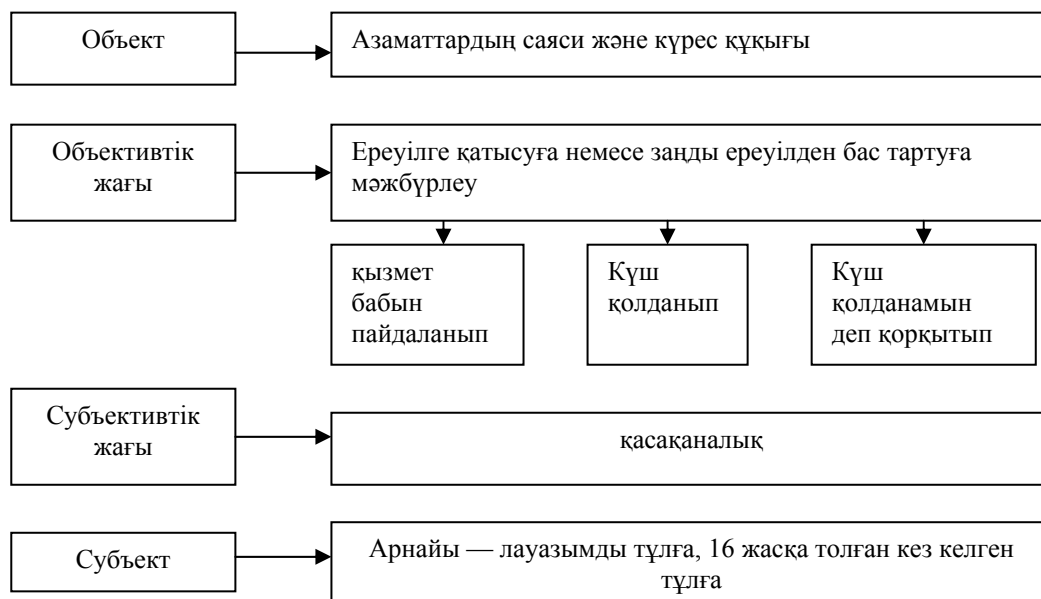 Объект
Азаматтардың саяси және күрес құқығы
Объективтік
жағы
Ереуілге қатысуға немесе заңды ереуілден бас тартуға
мәжбүрлеу
қызмет
бабын
пайдаланып
Күш
қолданып
Күш
қолданамын
деп қорқытып
Субъективтік
жағы
қасақаналық
Субъект
Арнайы — лауазымды тұлға, 16 жасқа толған кез келген
тұлға